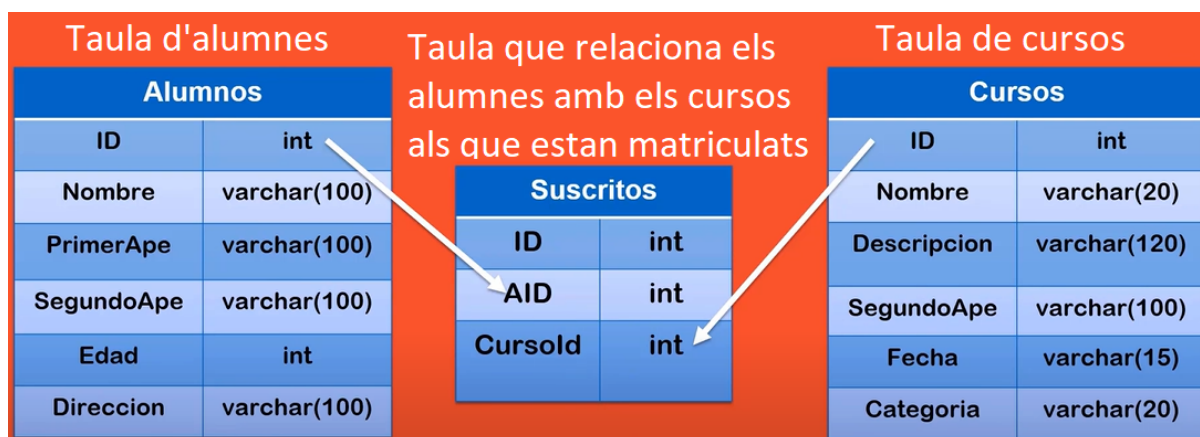 Taula d'alumnes
Alumnos
ID int
Nombre varchar(100)
PrimerApe varchar(100)
SegundoApe varchar(100)
Edad int
Direccion varchar(100)
Taula que relaciona els
alumnes amb els cursos
als que estan matriculats
Suscritos
ID int
AID int
CursoId int
Taula de cursos
Cursos
ID int
Nombre varchar(20)
Descripcion varchar(120)
SegundoApe varchar(100)
Fecha varchar(15)
Categoria varchar(20)